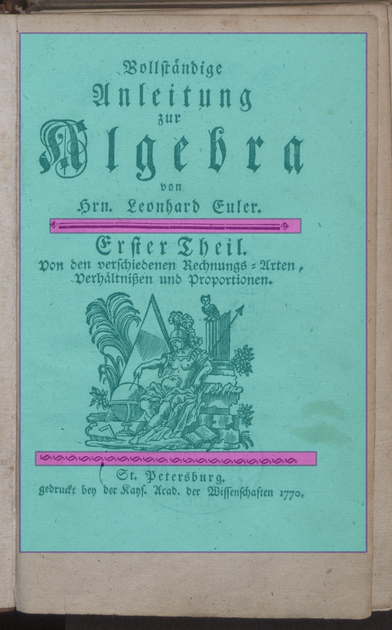 Vollständige
Anleitung
zur
Algebra
von
Hrn. Leonhard Euler.
Erster Theil.
Von den verschiedenen Rechnungs-Arten,
Verhältnißen und Proportionen.
St. Petersburg.
gedruckt bey der Kays. Acad. der Wissenschaften 1770.